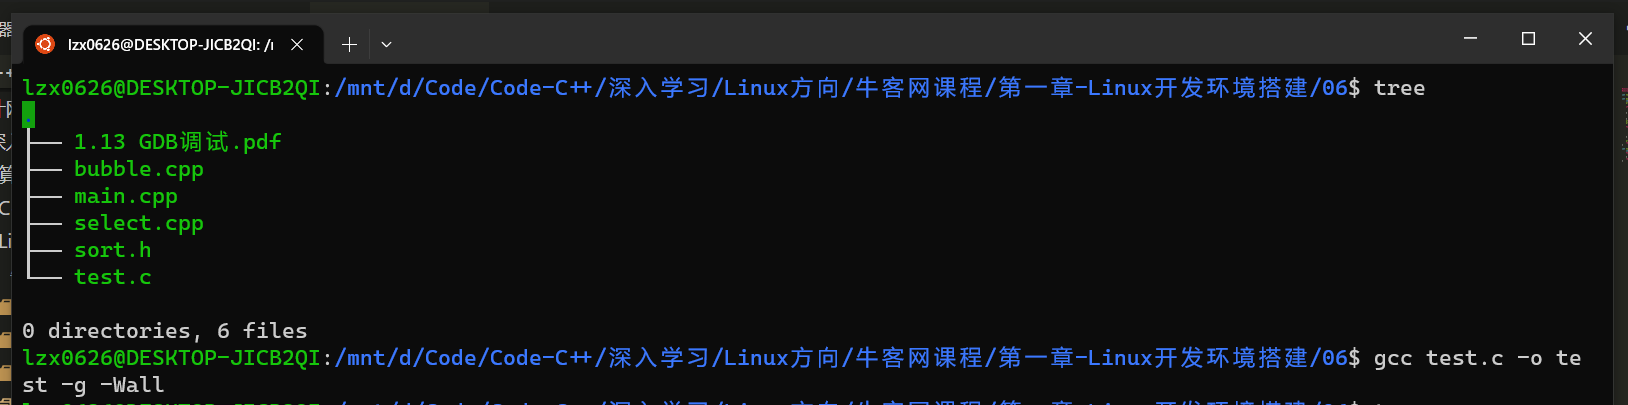 lzx0626@DESKTOP-JICB2QI: /r
lzx0626@DESKTOP-JICB2QI:/mnt/d/Code/Code-C++/深入学习/Linux方向/牛客网课程/第一章-Linux开发环境搭建/06$ tree
.
├── 1.13 GDB调试.pdf
├── bubble.cpp
├── main.cpp
├── select.cpp
├── sort.h
└── test.c
0 directories, 6 files
lzx0626@DESKTOP-JICB2QI:/mnt/d/Code/Code-C++/深入学习/Linux方向/牛客网课程/第一章-Linux开发环境搭建/06$ gcc test.c -o te
st -g -Wall